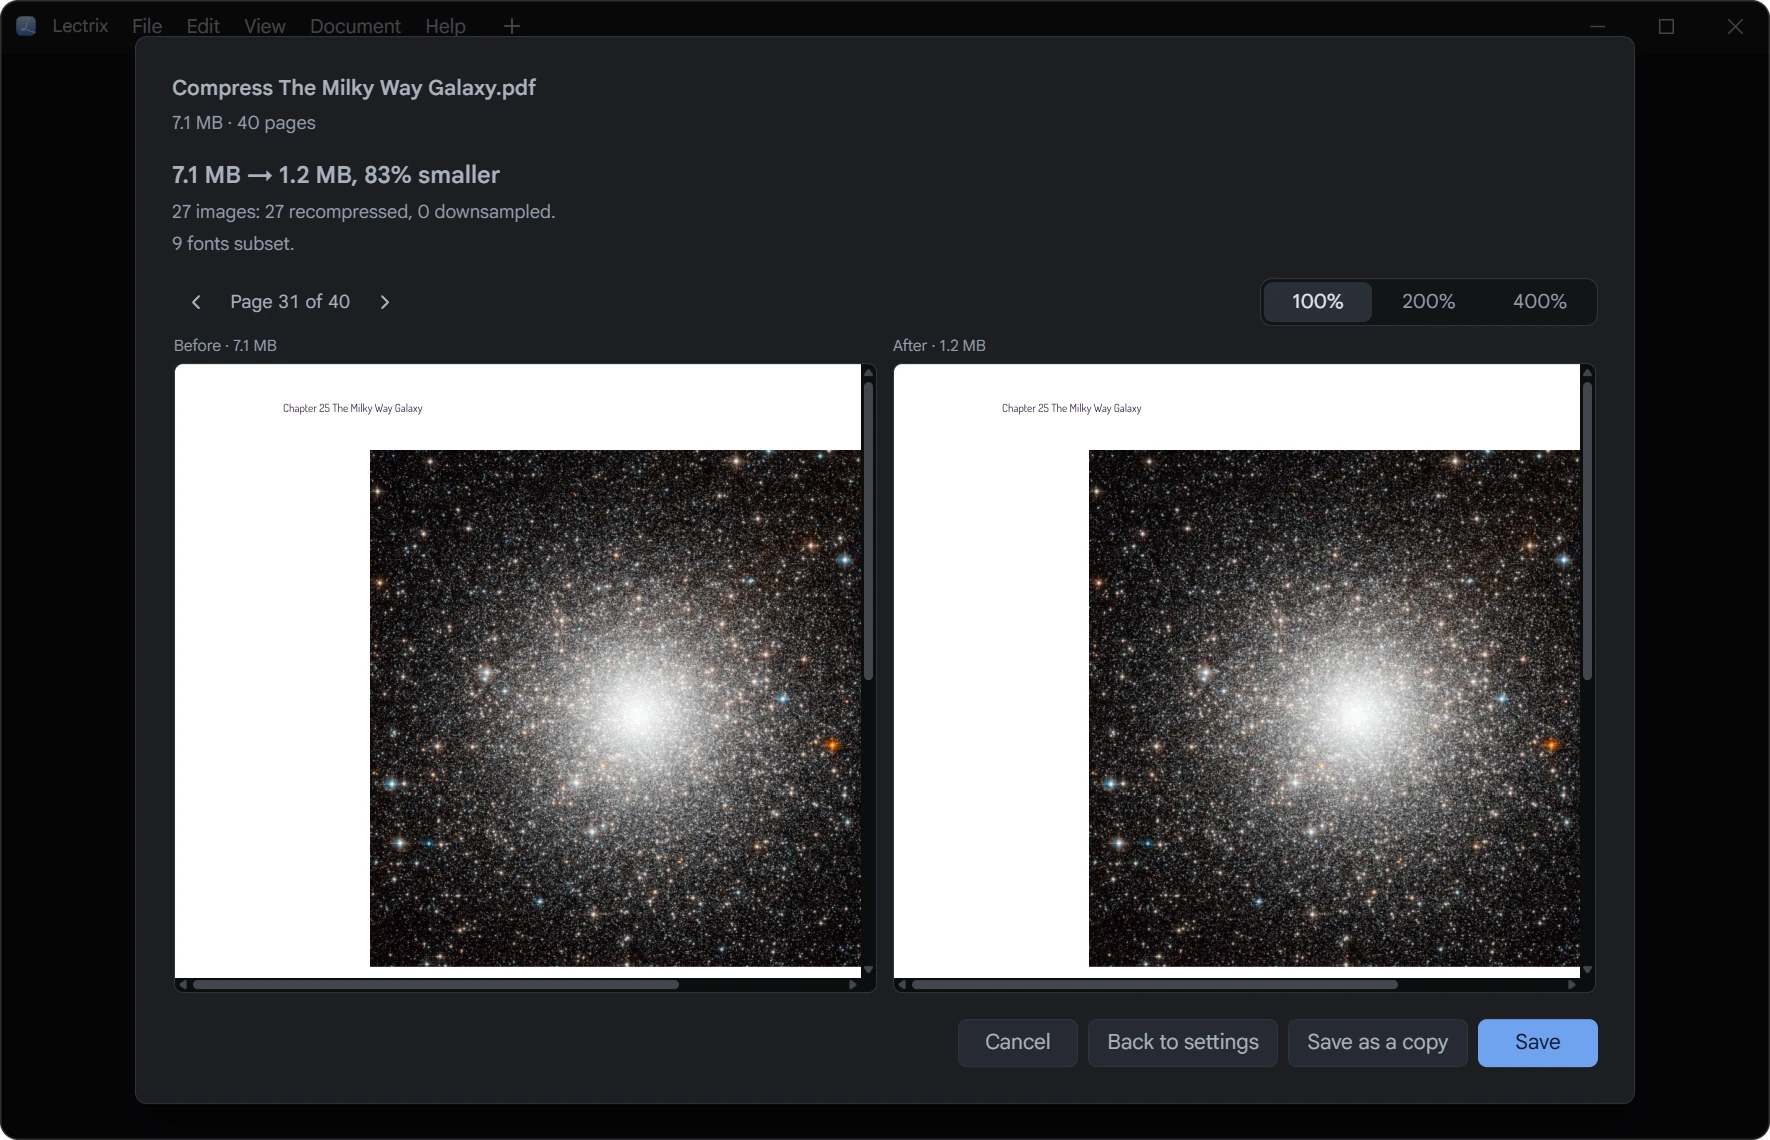 Lectrix File Edit View Document Help +
Compress The Milky Way Galaxy.pdf
7.1 MB · 40 pages
7.1 MB → 1.2 MB, 83% smaller
27 images: 27 recompressed, 0 downsampled.
9 fonts subset.
Page 31 of 40
100% 200% 400%
Before · 7.1 MB
After · 1.2 MB
Chapter 25 The Milky Way Galaxy
Chapter 25 The Milky Way Galaxy
Cancel Back to settings Save as a copy Save